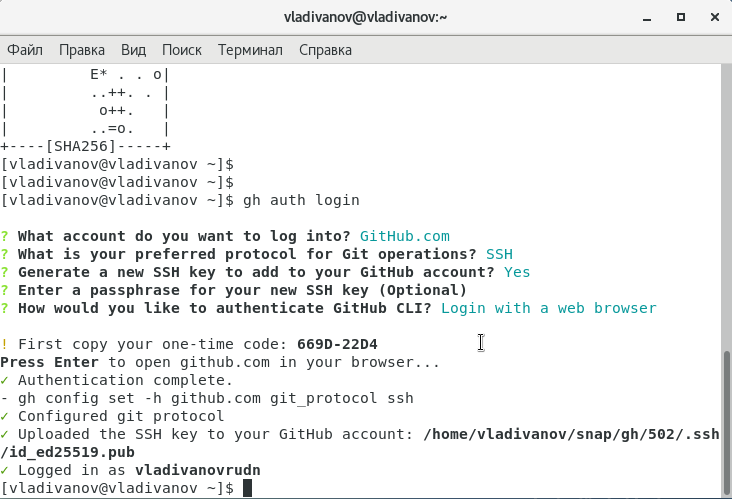 vladivanov@vladivanov:~
Файл Правка Вид Поиск Терминал Справка
|         E* . . o|
|         ..++. . |
|          o++.   |
|         ..=o.   |
+----[SHA256]-----+
[vladivanov@vladivanov ~]$
[vladivanov@vladivanov ~]$
[vladivanov@vladivanov ~]$ gh auth login
? What account do you want to log into? GitHub.com
? What is your preferred protocol for Git operations? SSH
? Generate a new SSH key to add to your GitHub account? Yes
? Enter a passphrase for your new SSH key (Optional)
? How would you like to authenticate GitHub CLI? Login with a web browser
! First copy your one-time code: 669D-22D4
Press Enter to open github.com in your browser...
✓ Authentication complete.
- gh config set -h github.com git_protocol ssh
✓ Configured git protocol
✓ Uploaded the SSH key to your GitHub account: /home/vladivanov/snap/gh/502/.ssh
/id_ed25519.pub
✓ Logged in as vladivanovrudn
[vladivanov@vladivanov ~]$